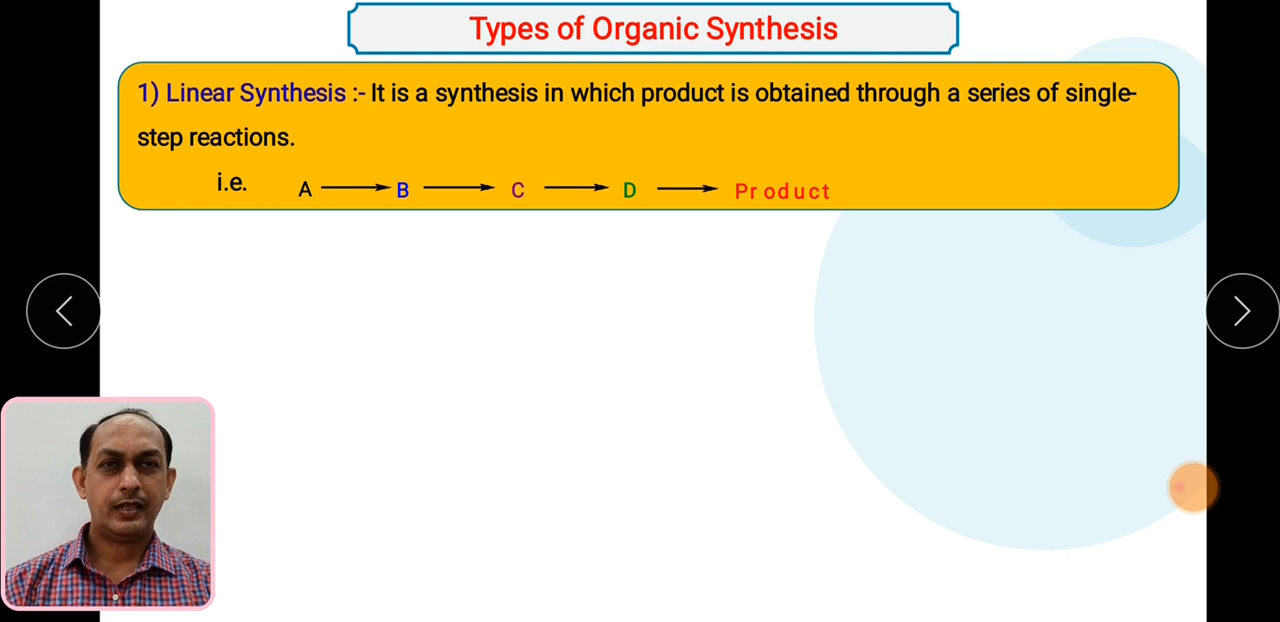 Types of Organic Synthesis
1) Linear Synthesis :- It is a synthesis in which product is obtained through a series of single-
step reactions.
i.e. A ⟶ B ⟶ C ⟶ D ⟶ Product